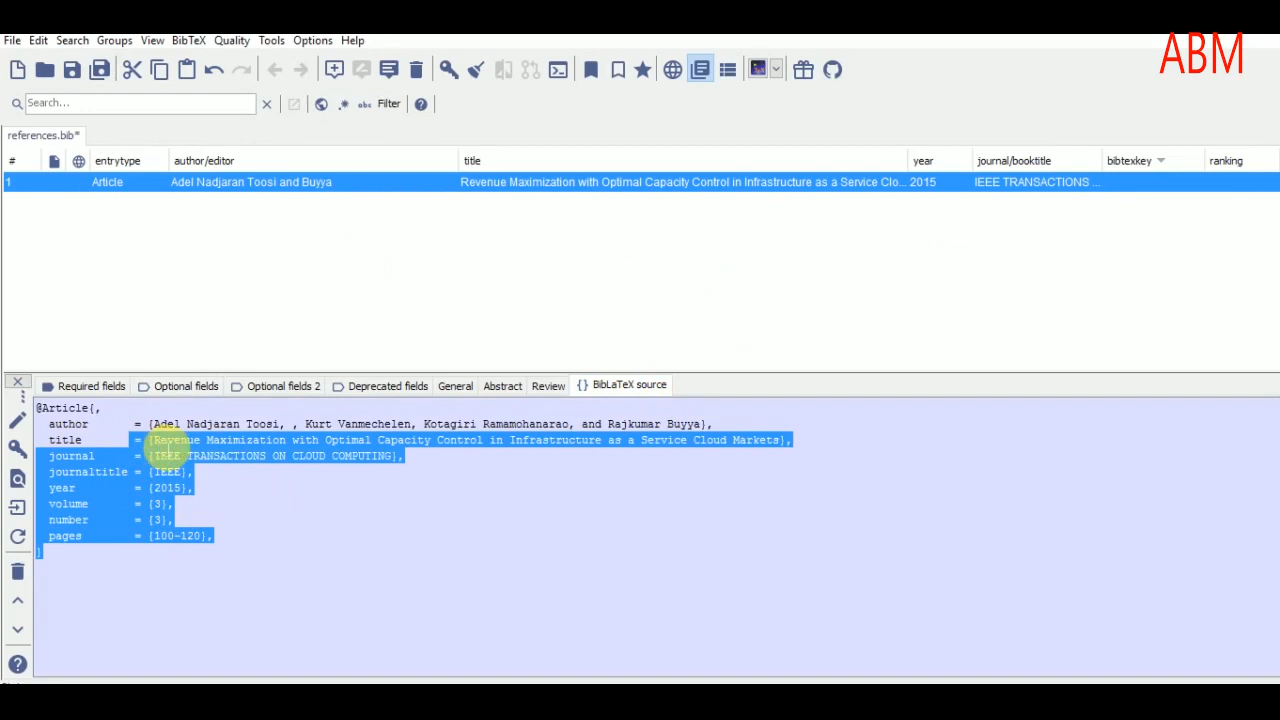 ABM
File Edit Search Groups View BibTeX Quality Tools Options Help
Search... abc Filter
references.bib*
# entrytype author/editor title year journal/booktitle bibtexkey ranking
1 Article Adel Nadjaran Toosi and Buyya Revenue Maximization with Optimal Capacity Control in Infrastructure as a Service Clo... 2015 IEEE TRANSACTIONS ...
Required fields Optional fields Optional fields 2 Deprecated fields General Abstract Review {} BibLaTeX source
@Article{,
author = {Adel Nadjaran Toosi, , Kurt Vanmechelen, Kotagiri Ramamohanarao, and Rajkumar Buyya},
title = {Revenue Maximization with Optimal Capacity Control in Infrastructure as a Service Cloud Markets},
journal = {IEEE TRANSACTIONS ON CLOUD COMPUTING},
journaltitle = {IEEE},
year = {2015},
volume = {3},
number = {3},
pages = {100-120},
}